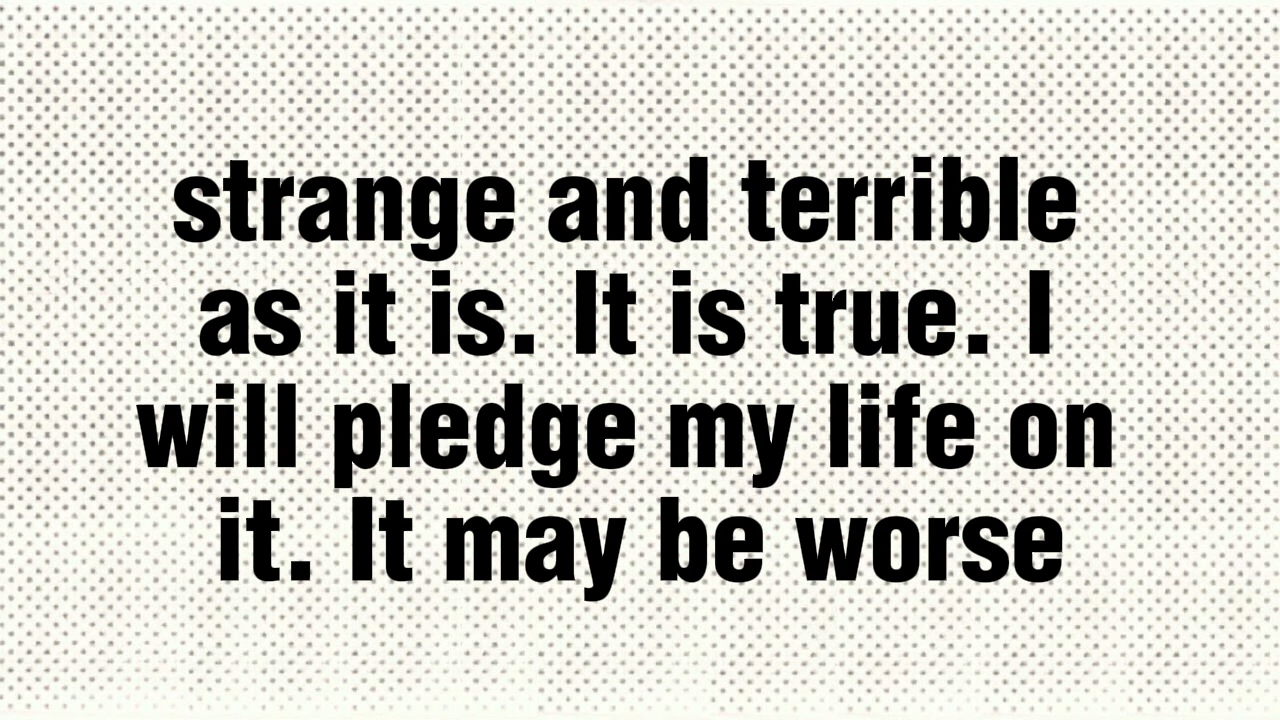 strange and terrible
as it is. It is true. I
will pledge my life on
it. It may be worse